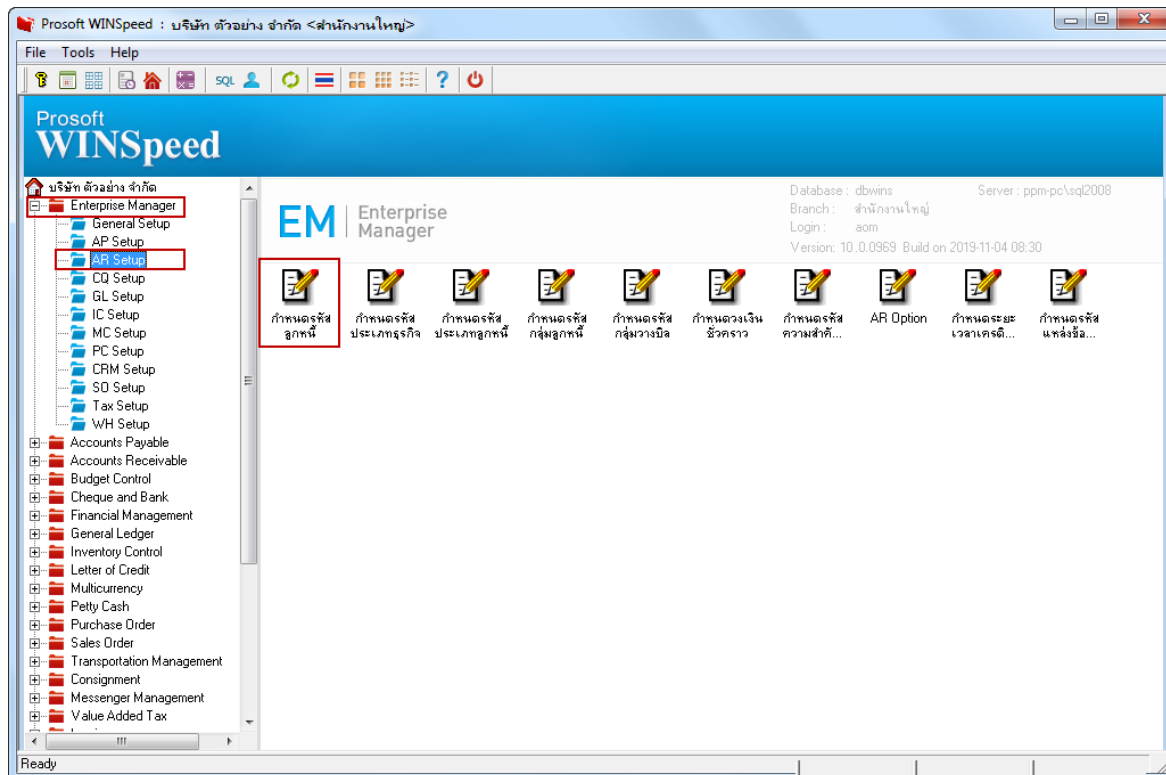 Prosoft WINSpeed : บริษัท ตัวอย่าง จำกัด <สำนักงานใหญ่>
File Tools Help
SQL
Prosoft
WINSpeed
บริษัท ตัวอย่าง จำกัด
Enterprise Manager
General Setup
AP Setup
AR Setup
CQ Setup
GL Setup
IC Setup
MC Setup
PC Setup
CRM Setup
SO Setup
Tax Setup
WH Setup
Accounts Payable
Accounts Receivable
Budget Control
Cheque and Bank
Financial Management
General Ledger
Inventory Control
Letter of Credit
Multicurrency
Petty Cash
Purchase Order
Sales Order
Transportation Management
Consignment
Messenger Management
Value Added Tax
EM Enterprise
Manager
Database : dbwins Server : ppm-pc\sql2008
Branch : สำนักงานใหญ่
Login : aom
Version: 10.0.0969 Build on 2019-11-04 08:30
กำหนดรหัส
ลูกหนี้
กำหนดรหัส
ประเภทธุรกิจ
กำหนดรหัส
ประเภทลูกหนี้
กำหนดรหัส
กลุ่มลูกหนี้
กำหนดรหัส
กลุ่มวางบิล
กำหนดวงเงิน
ชั่วคราว
กำหนดรหัส
ความสำคั...
AR Option
กำหนดระยะ
เวลาเครดิ...
กำหนดรหัส
แหล่งข้อ...
Ready